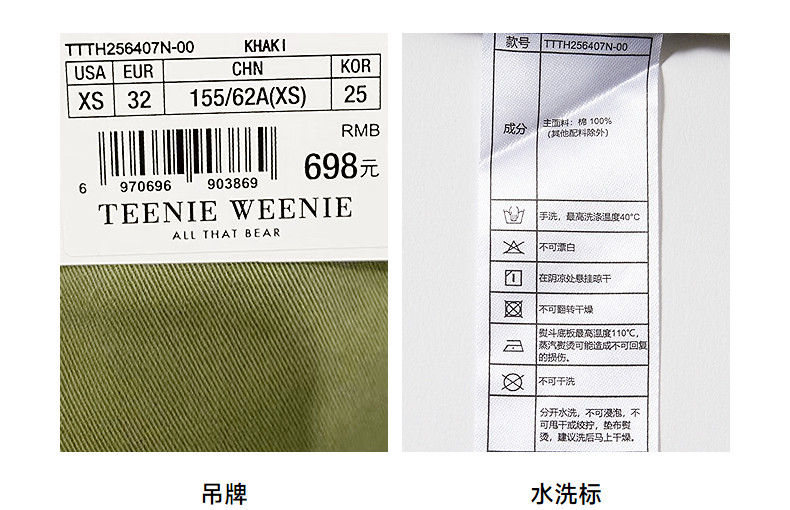 TTTH256407N-00 KHAKI
USA EUR CHN KOR
XS 32 155/62A(XS) 25
RMB
698元
6 970696 903869
TEENIE WEENIE
ALL THAT BEAR
吊牌
款号 TTTH256407N-00
成分 主面料：棉 100%
(其他配料除外)
手洗，最高洗涤温度40°C
不可漂白
在阴凉处悬挂晾干
不可翻转干燥
熨斗底板最高温度110℃，
蒸汽熨烫可能造成不可回复
的损伤。
不可干洗
分开水洗，不可浸泡，不
可甩干或绞拧，垫布熨
烫，建议洗后马上干燥。
水洗标